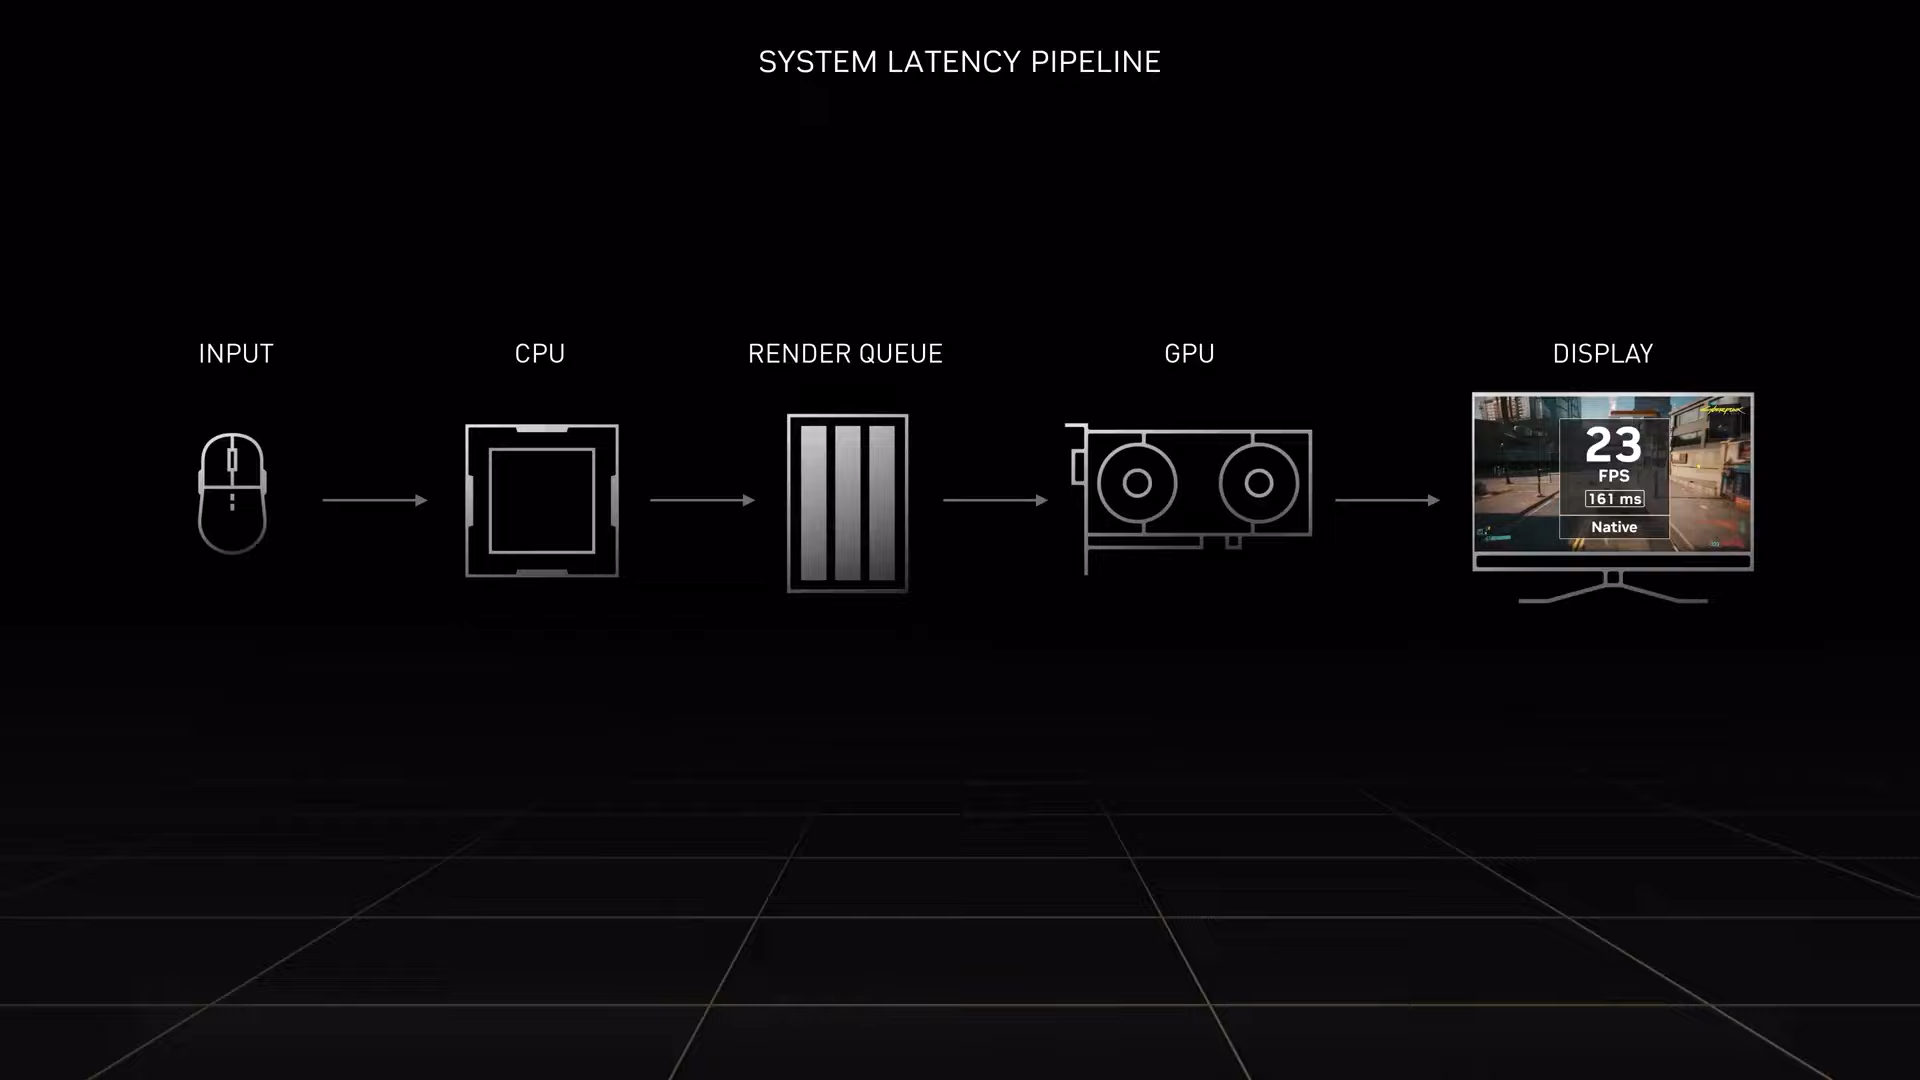 SYSTEM LATENCY PIPELINE
INPUT
CPU
RENDER QUEUE
GPU
DISPLAY
23
FPS
161 ms
Native